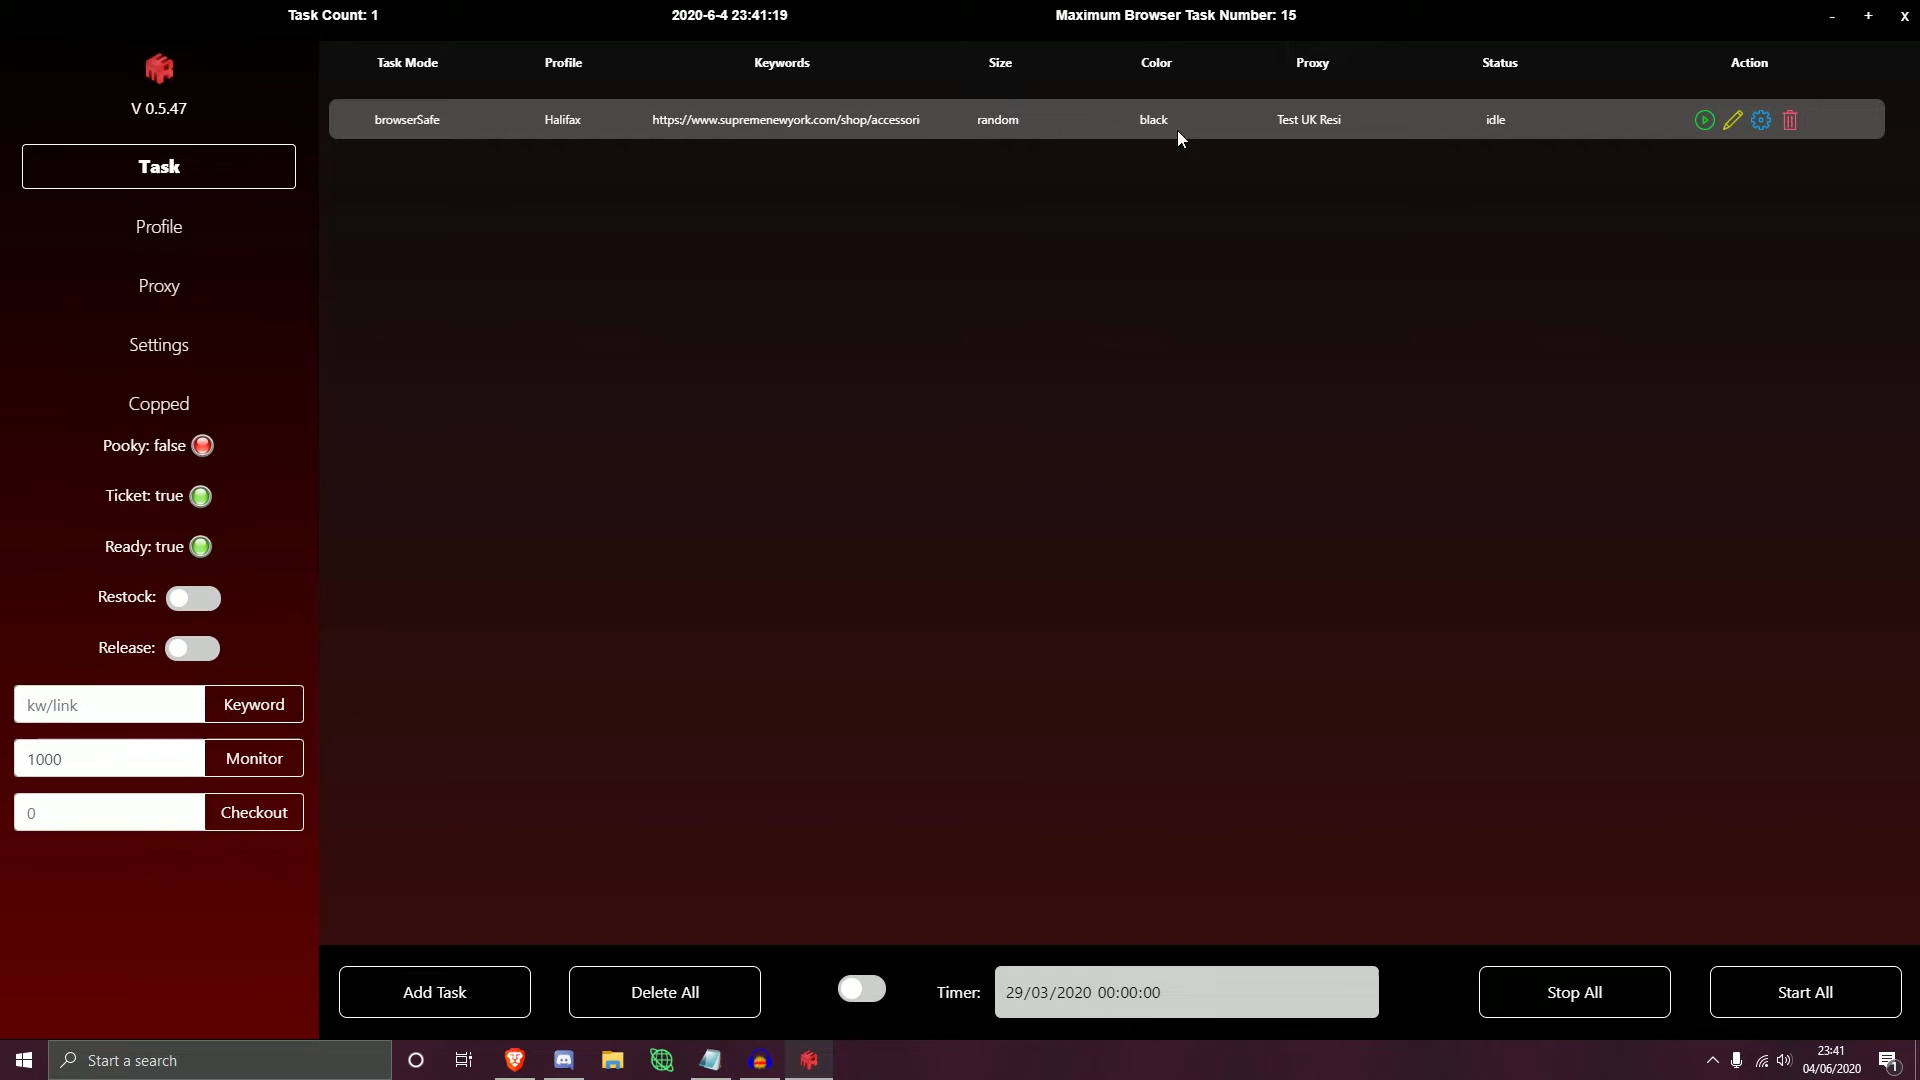 Task Count: 1
2020-6-4 23:41:19
Maximum Browser Task Number: 15
- + X
V 0.5.47
Task
Profile
Proxy
Settings
Copped
Pooky: false
Ticket: true
Ready: true
Restock:
Release:
kw/link Keyword
1000 Monitor
0 Checkout
Task Mode Profile Keywords Size Color Proxy Status Action
browserSafe Halifax https://www.supremenewyork.com/shop/accessori random black Test UK Resi idle
Add Task
Delete All
Timer:
29/03/2020 00:00:00
Stop All
Start All
Start a search
23:41
04/06/2020
1